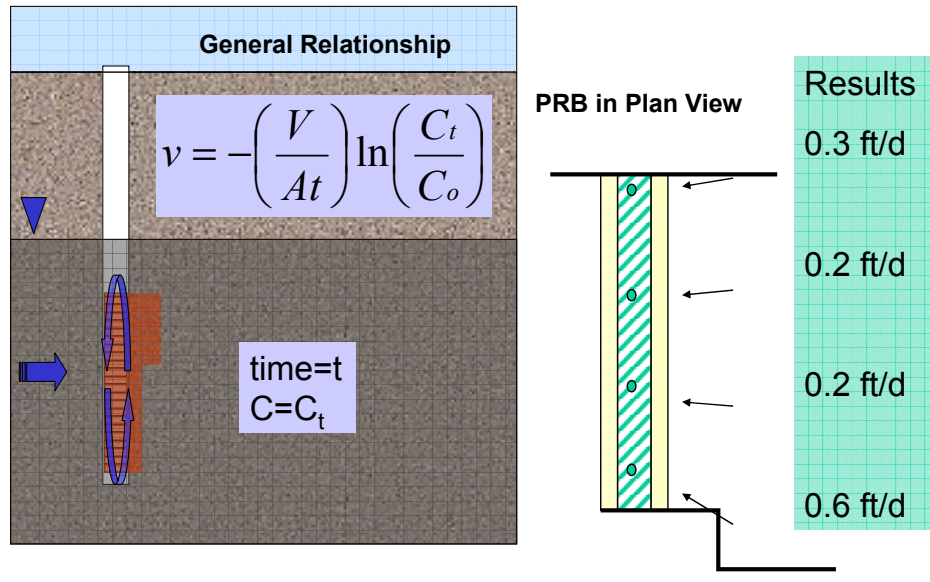 General Relationship
v = -(V/At) ln(Cₜ/Cₒ)
time=t
C=Cₜ
PRB in Plan View
Results
0.3 ft/d
0.2 ft/d
0.2 ft/d
0.6 ft/d